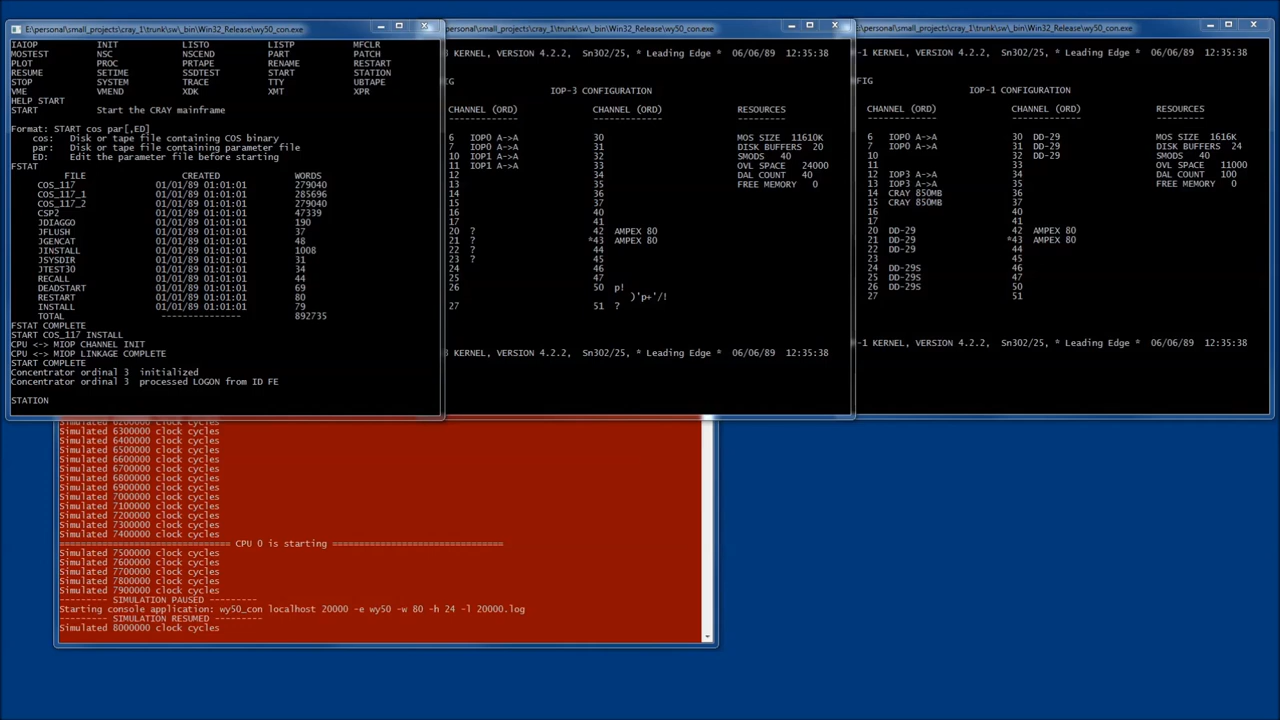 E:\personal\small_projects\cray_1\trunk\sw\_bin\Win32_Release\wy50_con.exe
IAIOP INIT LISTO LISTP MFCLR
MOSTEST NSC NSCEND PART PATCH
PLOT PROC PRTAPE RENAME RESTART
RESUME SETIME SSDTEST START STATION
STOP SYSTEM TRACE TTY UBTAPE
VME VMEND XDK XMT XPR
HELP START
START Start the CRAY mainframe
Format: START cos par[,ED]
cos: Disk or tape file containing COS binary
par: Disk or tape file containing parameter file
ED: Edit the parameter file before starting
FSTAT
FILE CREATED WORDS
COS_117 01/01/89 01:01:01 279040
COS_117_1 01/01/89 01:01:01 285696
COS_117_2 01/01/89 01:01:01 279040
CSP2 01/01/89 01:01:01 47339
JDIAGGO 01/01/89 01:01:01 190
JFLUSH 01/01/89 01:01:01 37
JGENCAT 01/01/89 01:01:01 48
JINSTALL 01/01/89 01:01:01 1008
JSYSDIR 01/01/89 01:01:01 31
JTEST30 01/01/89 01:01:01 34
RECALL 01/01/89 01:01:01 44
DEADSTART 01/01/89 01:01:01 69
RESTART 01/01/89 01:01:01 80
INSTALL 01/01/89 01:01:01 79
TOTAL --------------- 892735
FSTAT COMPLETE
START COS_117 INSTALL
CPU <-> MIOP CHANNEL INIT
CPU <-> MIOP LINKAGE COMPLETE
START COMPLETE
Concentrator ordinal 3 initialized
Concentrator ordinal 3 processed LOGON from ID FE
STATION
personal\small_projects\cray_1\trunk\sw\_bin\Win32_Release\wy50_con.exe
3 KERNEL, VERSION 4.2.2, Sn302/25, * Leading Edge * 06/06/89 12:35:38
IG
IOP-3 CONFIGURATION
CHANNEL (ORD) CHANNEL (ORD) RESOURCES
------------- ------------- ---------
6 IOP0 A->A 30 MOS SIZE 11610K
7 IOP0 A->A 31 DISK BUFFERS 20
10 IOP1 A->A 32 SMODS 40
11 IOP1 A->A 33 OVL SPACE 24000
12 34 DAL COUNT 40
13 35 FREE MEMORY 0
14 36
15 37
16 40
17 41
20 ? 42 AMPEX 80
21 ? *43 AMPEX 80
22 ? 44
23 ? 45
24 46
25 47
26 50 p!
)'p+'/!
27 51 ?
3 KERNEL, VERSION 4.2.2, Sn302/25, * Leading Edge * 06/06/89 12:35:38
personal\small_projects\cray_1\trunk\sw\_bin\Win32_Release\wy50_con.exe
-1 KERNEL, VERSION 4.2.2, Sn302/25, * Leading Edge * 06/06/89 12:35:38
FIG
IOP-1 CONFIGURATION
CHANNEL (ORD) CHANNEL (ORD) RESOURCES
------------- ------------- ---------
6 IOP0 A->A 30 DD-29 MOS SIZE 1616K
7 IOP0 A->A 31 DD-29 DISK BUFFERS 24
10 32 DD-29 SMODS 40
11 33 OVL SPACE 11000
12 IOP3 A->A 34 DAL COUNT 100
13 IOP3 A->A 35 FREE MEMORY 0
14 CRAY 850MB 36
15 CRAY 850MB 37
16 40
17 41
20 DD-29 42 AMPEX 80
21 DD-29 *43 AMPEX 80
22 DD-29 44
23 45
24 DD-29S 46
25 DD-29S 47
26 DD-29S 50
27 51
-1 KERNEL, VERSION 4.2.2, Sn302/25, * Leading Edge * 06/06/89 12:35:38
Simulated 6200000 clock cycles
Simulated 6300000 clock cycles
Simulated 6400000 clock cycles
Simulated 6500000 clock cycles
Simulated 6600000 clock cycles
Simulated 6700000 clock cycles
Simulated 6800000 clock cycles
Simulated 6900000 clock cycles
Simulated 7000000 clock cycles
Simulated 7100000 clock cycles
Simulated 7200000 clock cycles
Simulated 7300000 clock cycles
Simulated 7400000 clock cycles
============================== CPU 0 is starting ==============================
Simulated 7500000 clock cycles
Simulated 7600000 clock cycles
Simulated 7700000 clock cycles
Simulated 7800000 clock cycles
Simulated 7900000 clock cycles
--------- SIMULATION PAUSED ---------
Starting console application: wy50_con localhost 20000 -e wy50 -w 80 -h 24 -l 20000.log
--------- SIMULATION RESUMED ---------
Simulated 8000000 clock cycles